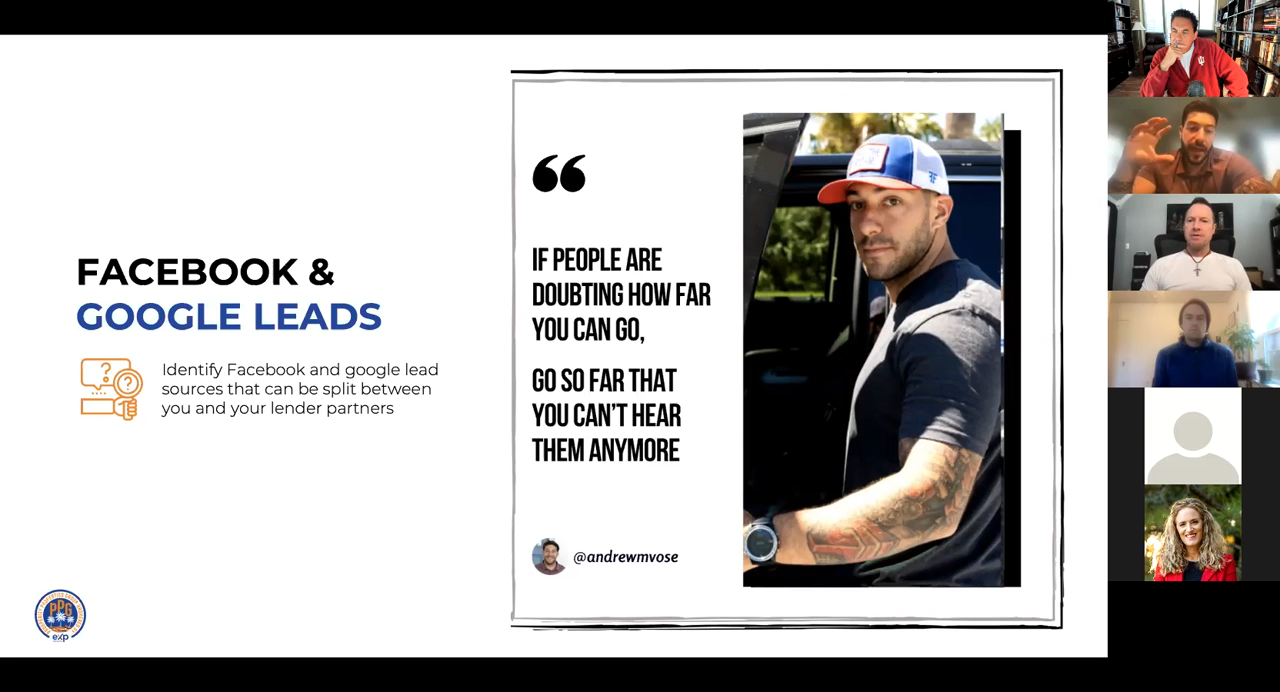 FACEBOOK &
GOOGLE LEADS
Identify Facebook and google lead
sources that can be split between
you and your lender partners
“
IF PEOPLE ARE
DOUBTING HOW FAR
YOU CAN GO,
GO SO FAR THAT
YOU CAN’T HEAR
THEM ANYMORE
@andrewmvose
PPG
exp